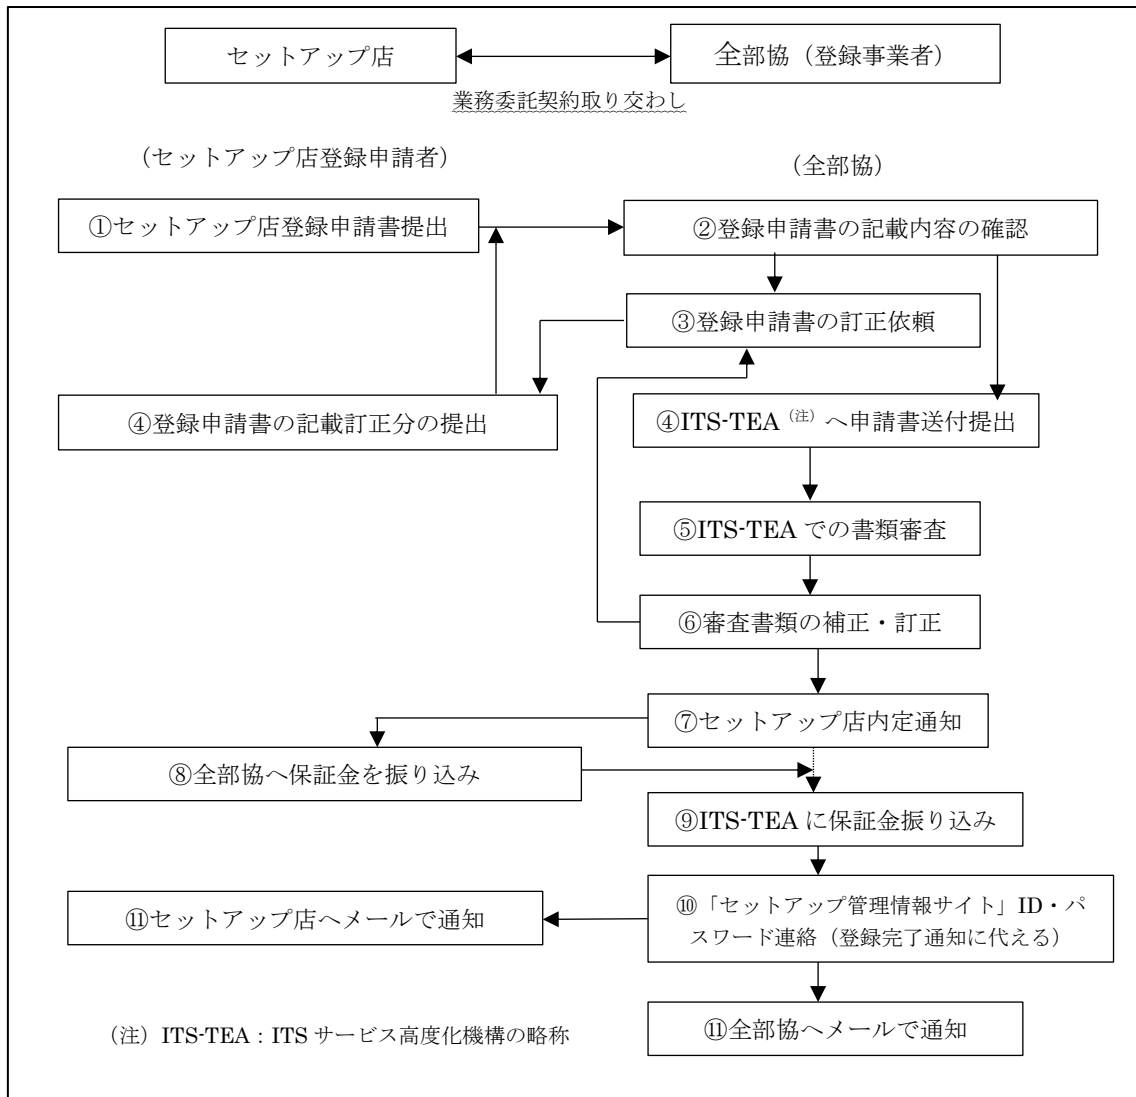 セットアップ店
全部協（登録事業者）
業務委託契約取り交わし
（セットアップ店登録申請者）
（全部協）
①セットアップ店登録申請書提出
②登録申請書の記載内容の確認
③登録申請書の訂正依頼
④登録申請書の記載訂正分の提出
④ITS-TEA（注）へ申請書送付提出
⑤ITS-TEA での書類審査
⑥審査書類の補正・訂正
⑦セットアップ店内定通知
⑧全部協へ保証金を振り込み
⑨ITS-TEA に保証金振り込み
⑪セットアップ店へメールで通知
⑩「セットアップ管理情報サイト」ID・パ
スワード連絡（登録完了通知に代える）
⑪全部協へメールで通知
（注）ITS-TEA：ITS サービス高度化機構の略称